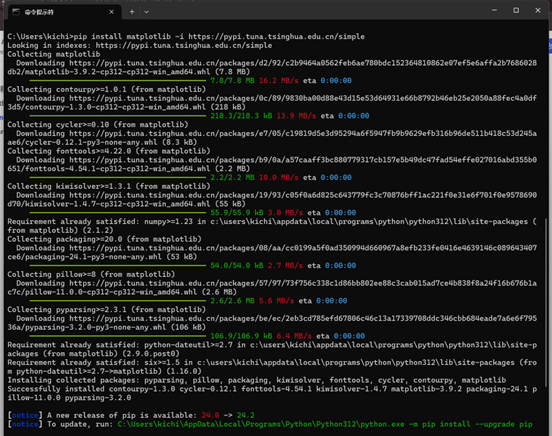 命令提示符
C:\Users\kichi>pip install matplotlib -i https://pypi.tuna.tsinghua.edu.cn/simple
Looking in indexes: https://pypi.tuna.tsinghua.edu.cn/simple
Collecting matplotlib
Downloading https://pypi.tuna.tsinghua.edu.cn/packages/d2/92/c2b9464a0562feb6ae780bdc152364810862e07ef5e6affa2b7686028
db2/matplotlib-3.9.2-cp312-cp312-win_amd64.whl (7.8 MB)
7.8/7.8 MB 16.2 MB/s eta 0:00:00
Collecting contourpy>=1.0.1 (from matplotlib)
Downloading https://pypi.tuna.tsinghua.edu.cn/packages/0c/89/9830ba00d88e43d15e53d64931e66b8792b46eb25e2050a88fec4a0df
3d5/contourpy-1.3.0-cp312-cp312-win_amd64.whl (218 kB)
218.3/218.3 kB 13.9 MB/s eta 0:00:00
Collecting cycler>=0.10 (from matplotlib)
Downloading https://pypi.tuna.tsinghua.edu.cn/packages/e7/05/c19819d5e3d95294a6f5947fb9b9629efb316b96de511b418c53d245a
ae6/cycler-0.12.1-py3-none-any.whl (8.3 kB)
Collecting fonttools>=4.22.0 (from matplotlib)
Downloading https://pypi.tuna.tsinghua.edu.cn/packages/b9/0a/a57caaff3bc880779317cb157e5b49dc47fad54effe027016abd355b0
651/fonttools-4.54.1-cp312-cp312-win_amd64.whl (2.2 MB)
2.2/2.2 MB 10.0 MB/s eta 0:00:00
Collecting kiwisolver>=1.3.1 (from matplotlib)
Downloading https://pypi.tuna.tsinghua.edu.cn/packages/19/93/c05f0a6d825c643779fc3c70876bff1ac221f0e31e6f701f0e9578690
d70/kiwisolver-1.4.7-cp312-cp312-win_amd64.whl (55 kB)
55.9/55.9 kB 3.0 MB/s eta 0:00:00
Requirement already satisfied: numpy>=1.23 in c:\users\kichi\appdata\local\programs\python\python312\lib\site-packages (
from matplotlib) (2.1.2)
Collecting packaging>=20.0 (from matplotlib)
Downloading https://pypi.tuna.tsinghua.edu.cn/packages/08/aa/cc0199a5f0ad350994d660967a8efb233fe0416e4639146c089643407
ce6/packaging-24.1-py3-none-any.whl (53 kB)
54.0/54.0 kB 2.7 MB/s eta 0:00:00
Collecting pillow>=8 (from matplotlib)
Downloading https://pypi.tuna.tsinghua.edu.cn/packages/57/97/73f756c338c1d86bb802ee88c3cab015ad7ce4b838f8a24f16b676b1a
c7c/pillow-11.0.0-cp312-cp312-win_amd64.whl (2.6 MB)
2.6/2.6 MB 5.6 MB/s eta 0:00:00
Collecting pyparsing>=2.3.1 (from matplotlib)
Downloading https://pypi.tuna.tsinghua.edu.cn/packages/be/ec/2eb3cd785efd67806c46c13a17339708ddc346cbb684eade7a6e6f795
36a/pyparsing-3.2.0-py3-none-any.whl (106 kB)
106.9/106.9 kB 6.4 MB/s eta 0:00:00
Requirement already satisfied: python-dateutil>=2.7 in c:\users\kichi\appdata\local\programs\python\python312\lib\site-p
ackages (from matplotlib) (2.9.0.post0)
Requirement already satisfied: six>=1.5 in c:\users\kichi\appdata\local\programs\python\python312\lib\site-packages (fro
m python-dateutil>=2.7->matplotlib) (1.16.0)
Installing collected packages: pyparsing, pillow, packaging, kiwisolver, fonttools, cycler, contourpy, matplotlib
Successfully installed contourpy-1.3.0 cycler-0.12.1 fonttools-4.54.1 kiwisolver-1.4.7 matplotlib-3.9.2 packaging-24.1 p
illow-11.0.0 pyparsing-3.2.0
[notice] A new release of pip is available: 24.0 -> 24.2
[notice] To update, run: C:\Users\kichi\AppData\Local\Programs\Python\Python312\python.exe -m pip install --upgrade pip